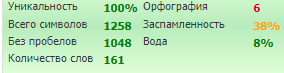 Уникальность 100% Орфография 6
Всего символов 1258 Заспамленность 38%
Без пробелов 1048 Вода 8%
Количество слов 161